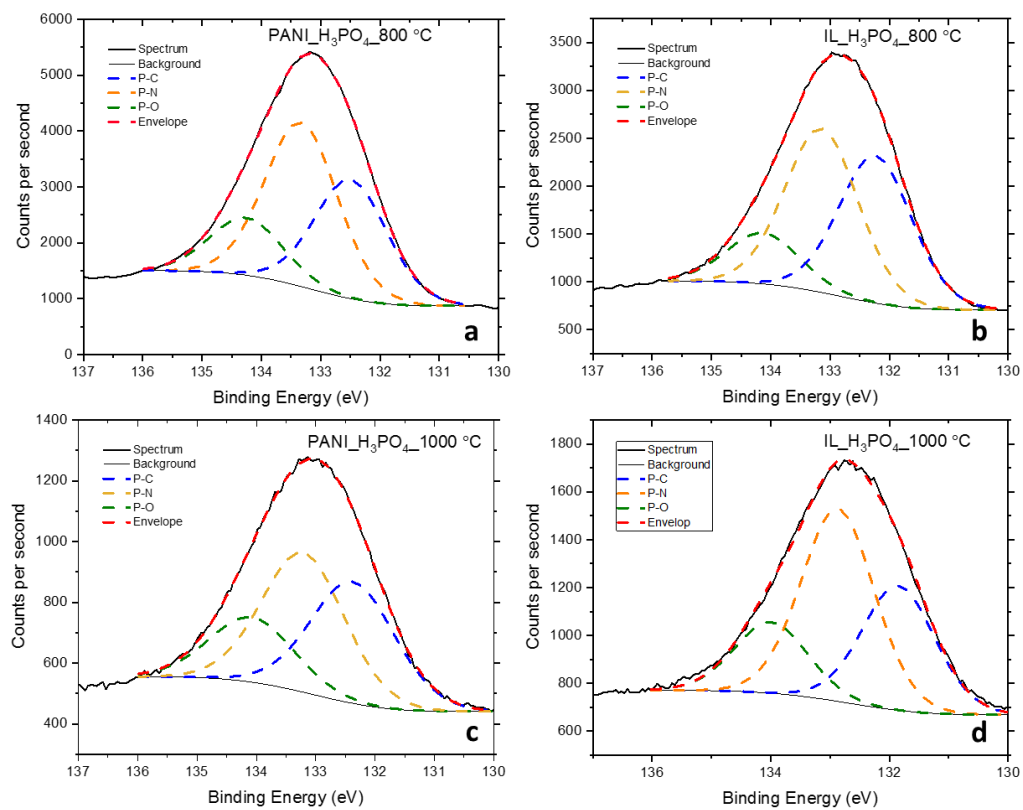 PANI_H₃PO₄_800 °C
Spectrum
Background
P-C
P-N
P-O
Envelope
Counts per second
6000
5000
4000
3000
2000
1000
0
137 136 135 134 133 132 131 130
Binding Energy (eV)
a
IL_H₃PO₄_800 °C
Spectrum
Background
P-C
P-N
P-O
Envelope
Counts per second
3500
3000
2500
2000
1500
1000
500
137 136 135 134 133 132 131 130
Binding Energy (eV)
b
PANI_H₃PO₄_1000 °C
Spectrum
Background
P-C
P-N
P-O
Envelope
Counts per second
1400
1200
1000
800
600
400
137 136 135 134 133 132 131 130
Binding Energy (eV)
c
IL_H₃PO₄_1000 °C
Spectrum
Background
P-C
P-N
P-O
Envelop
Counts per second
1800
1600
1400
1200
1000
800
600
136 134 132 130
Binding Energy (eV)
d